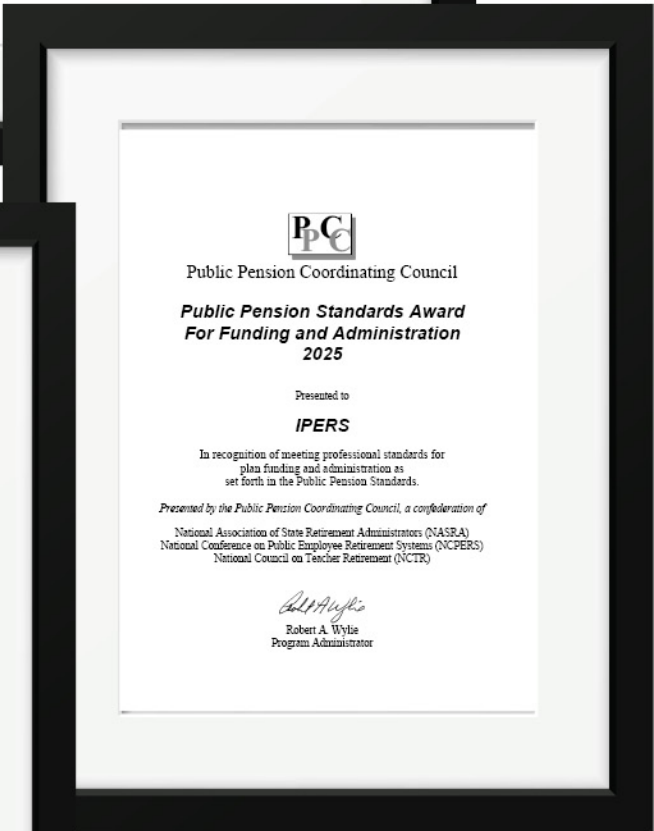 PPCC
Public Pension Coordinating Council
Public Pension Standards Award
For Funding and Administration
2025
Presented to
IPERS
In recognition of meeting professional standards for
plan funding and administration as
set forth in the Public Pension Standards.
Presented by the Public Pension Coordinating Council, a confederation of
National Association of State Retirement Administrators (NASRA)
National Conference on Public Employee Retirement Systems (NCPERS)
National Council on Teacher Retirement (NCTR)
Robert A. Wylie
Robert A. Wylie
Program Administrator